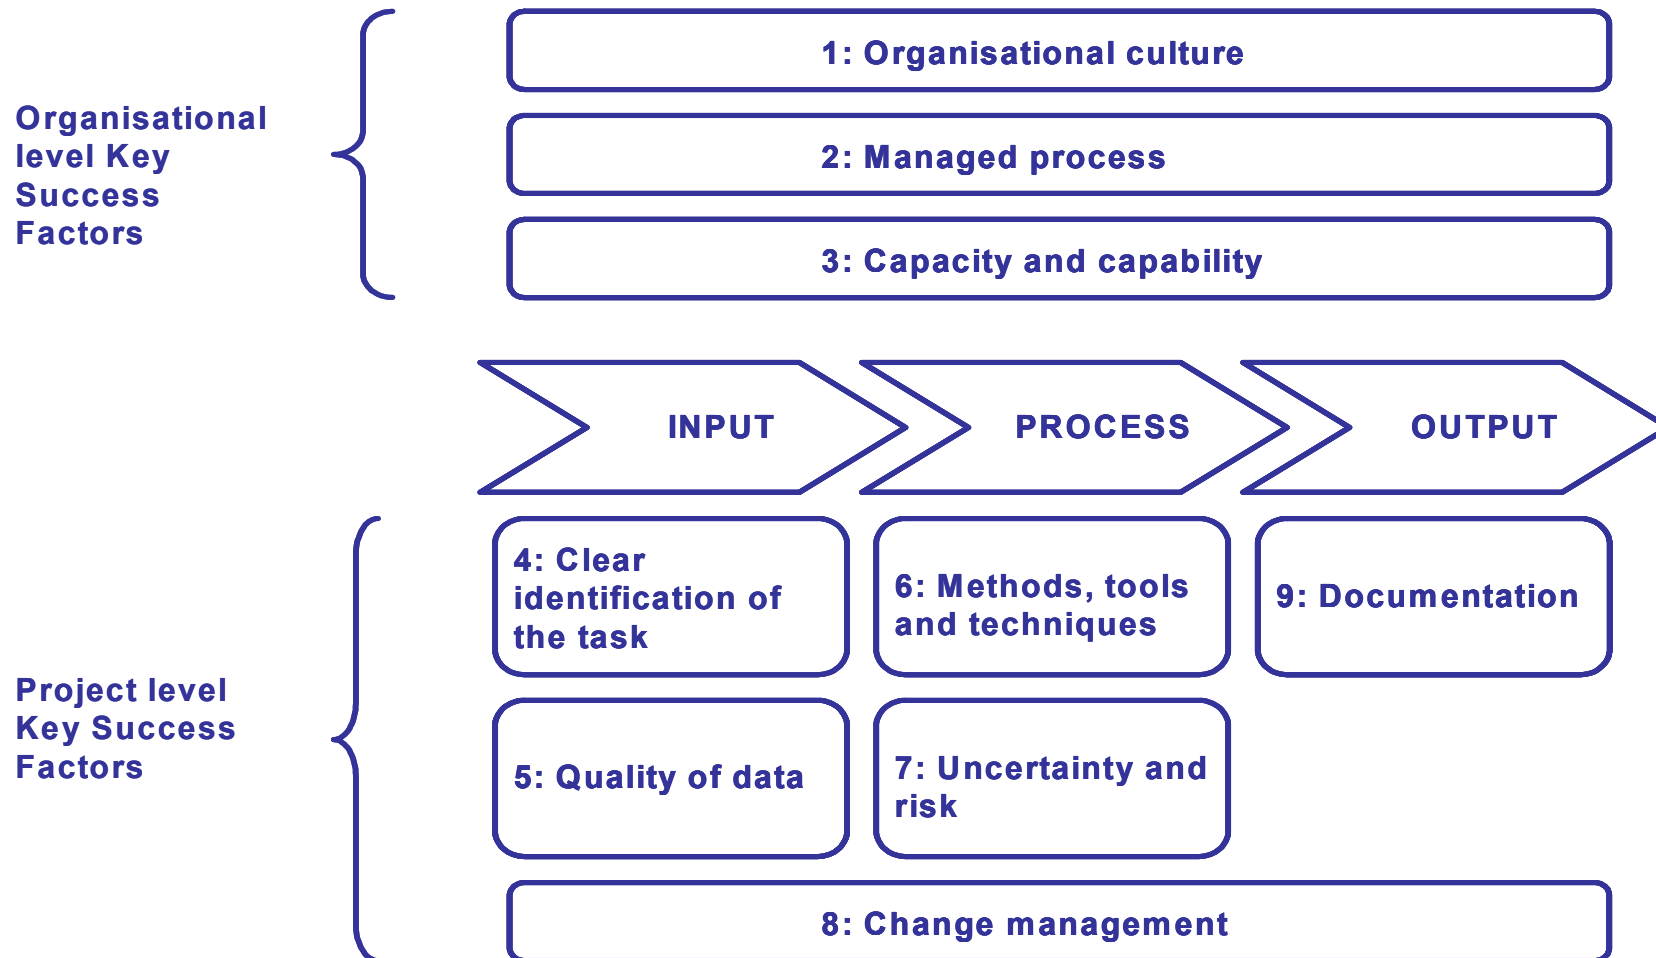 1: Organisational culture
Organisational
level Key
Success
Factors
2: Managed process
3: Capacity and capability
INPUT
PROCESS
OUTPUT
4: Clear
identification of
the task
6: Methods, tools
and techniques
9: Documentation
Project level
Key Success
Factors
5: Quality of data
7: Uncertainty and
risk
8: Change management